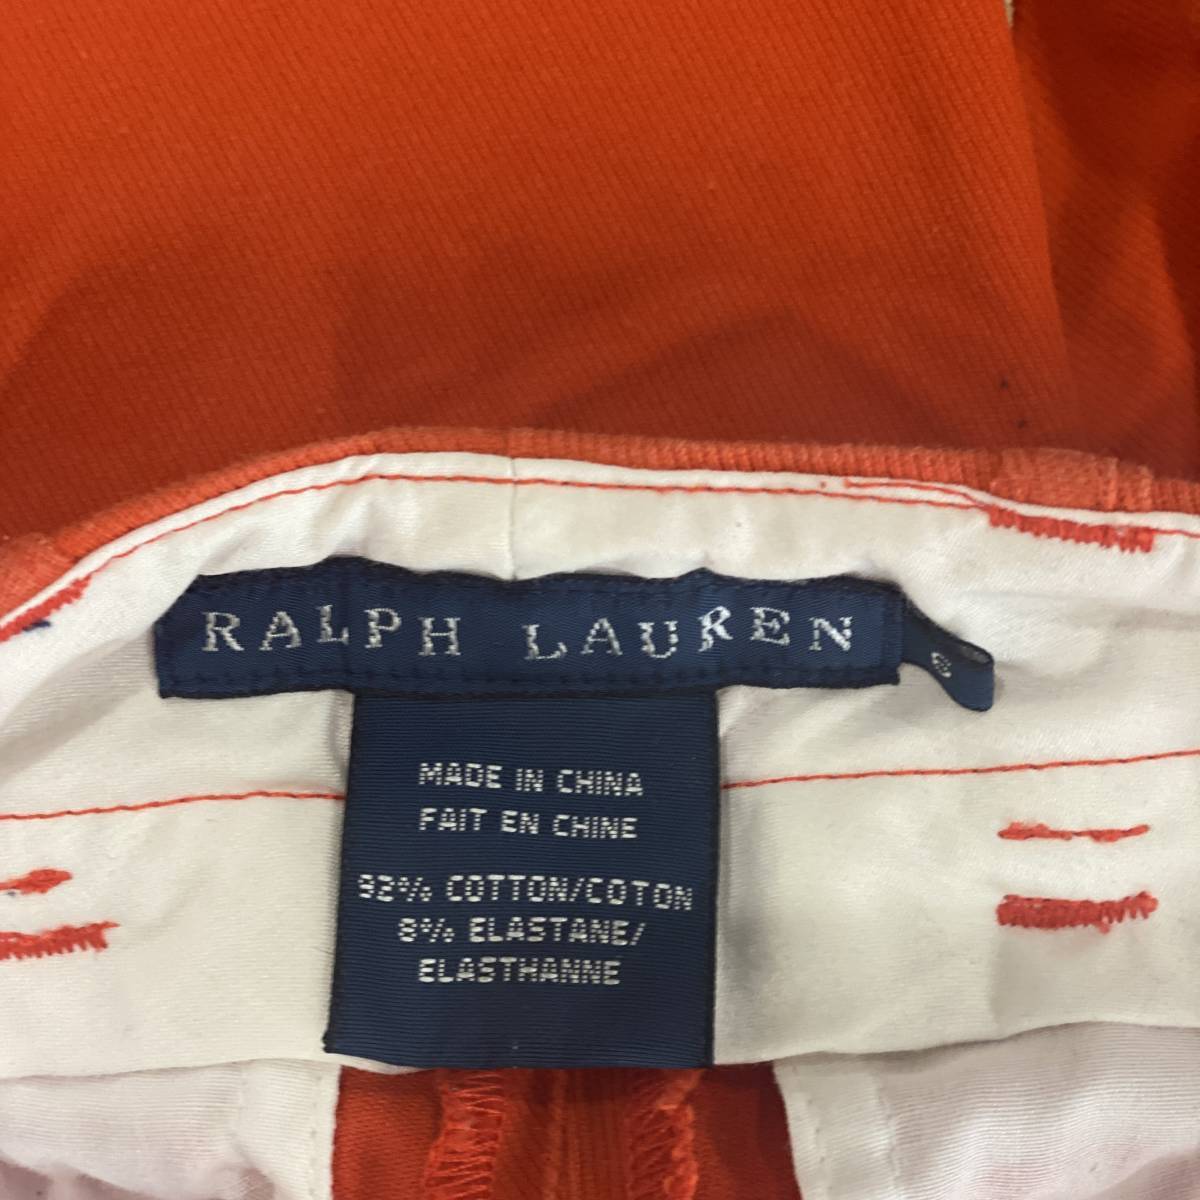 RALPH LAUREN
MADE IN CHINA
FAIT EN CHINE
92% COTTON/COTON
8% ELASTANE/
ELASTHANNE